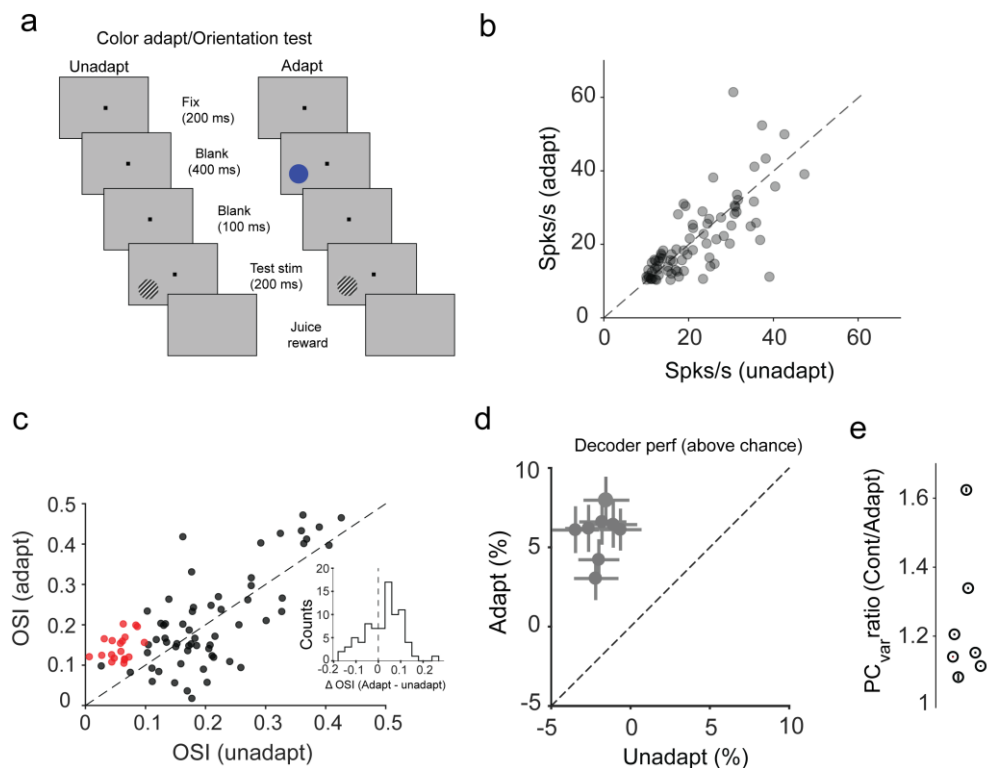 a
Color adapt/Orientation test
Unadapt
Adapt
Fix
(200 ms)
Blank
(400 ms)
Blank
(100 ms)
Test stim
(200 ms)
Juice
reward
b
60
40
20
0
0 20 40 60
Spks/s (adapt)
Spks/s (unadapt)
c
0.5
0.4
0.3
0.2
0.1
0
0 0.1 0.2 0.3 0.4 0.5
OSI (adapt)
OSI (unadapt)
20
15
10
5
0
-0.2 -0.1 0 0.1 0.2
Counts
Δ OSI (Adapt - unadapt)
d
Decoder perf (above chance)
10
5
0
-5
-5 0 5 10
Adapt (%)
Unadapt (%)
e
1.6
1.4
1.2
1
PCvar ratio (Cont/Adapt)